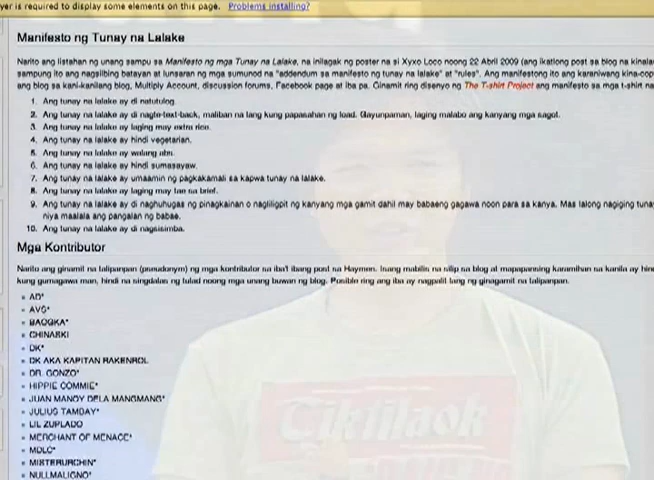 yer is required to display some elements on this page. Problems installing?
Manifesto ng Tunay na Lalake
Narito ang listahan ng unang sampu sa Manifesto ng mga Tunay na Lalake, na inilagak ng poster na si Xyxo Loco noong 22 Abril 2009 (ang ikatlong post sa blog na kinala
sampung ito ang nagsilbing batayan at lunsaran ng mga sumunod na "addendum sa manifesto ng tunay na lalake" at "rules". Ang manifestong ito ang karaniwang kina-cop
ang blog sa kani-kanilang blog, Multiply Account, discussion forums, Facebook page at iba pa. Ginamit ring disenyo ng The T-shirt Project ang manifesto sa mga t-shirt na
1. Ang tunay na lalake ay di natutulog.
2. Ang tunay na lalake ay di nagte-text-back, maliban na lang kung papasahan ng load. Gayunpaman, laging malabo ang kanyang mga sagot.
3. Ang tunay na lalake ay laging may extra rice.
4. Ang tunay na lalake ay hindi vegetarian.
5. Ang tunay na lalake ay walang abs.
6. Ang tunay na lalake ay hindi sumasayaw.
7. Ang tunay na lalake ay umaamin ng pagkakamali sa kapwa tunay na lalake.
8. Ang tunay na lalake ay laging may tae sa brief.
9. Ang tunay na lalake ay di naghuhugas ng pinagkainan o nagliligpit ng kanyang mga gamit dahil may babaeng gagawa noon para sa kanya. Mas lalong nagiging tuna
niya maalala ang pangalan ng babae.
10. Ang tunay na lalake ay di nagsisimba.
Mga Kontributor
Narito ang ginamit na talipanpan (pseudonym) ng mga kontributor sa iba't ibang post na Haymen. Inang mabilis na silip sa blog at mapapansing karamihan sa kanila ay hin
kung gumagawa man, hindi na singdalas ng tulad noong mga unang buwan ng blog. Posible ring ang iba ay nagpalit lang ng ginagamit na talipanpan.
AD*
AVG*
BAOGKA*
CHINASKI
DK*
DK AKA KAPITAN RAKENROL
DR. GONZO*
HIPPIE COMMIE*
JUAN MANOY DELA MANGMANG*
JULIUS TAMDAY*
LIL ZUPLADO
MERCHANT OF MENACE*
MOLO*
MIXTERURCHIN*
NULLMALIGNO*
Tiktilaok